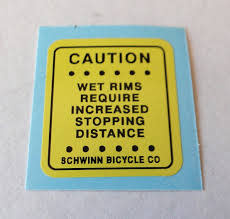 CAUTION
WET RIMS
REQUIRE
INCREASED
STOPPING
DISTANCE
SCHWINN BICYCLE CO